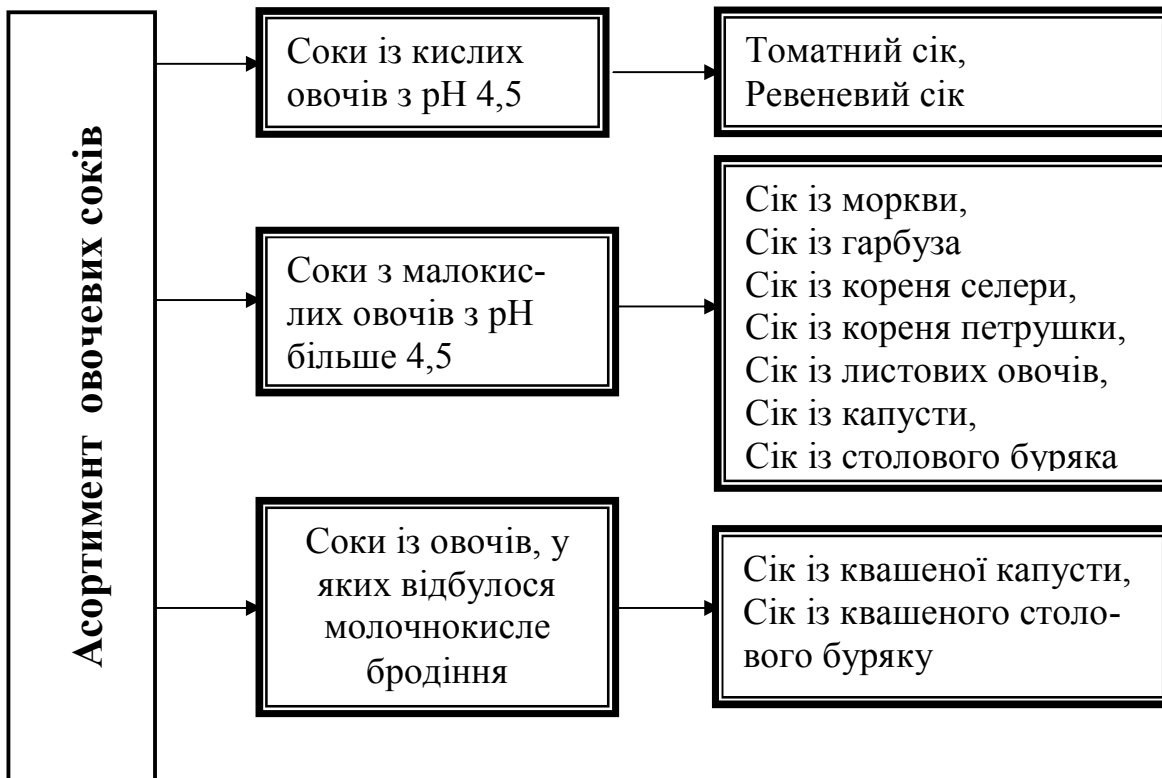 Асортимент овочевих соків
Соки із кислих
овочів з рН 4,5
Томатний сік,
Ревеневий сік
Соки з малокис-
лих овочів з рН
більше 4,5
Сік із моркви,
Сік із гарбуза
Сік із кореня селери,
Сік із кореня петрушки,
Сік із листових овочів,
Сік із капусти,
Сік із столового буряка
Соки із овочів, у
яких відбулося
молочнокисле
бродіння
Сік із квашеної капусти,
Сік із квашеного столо-
вого буряку